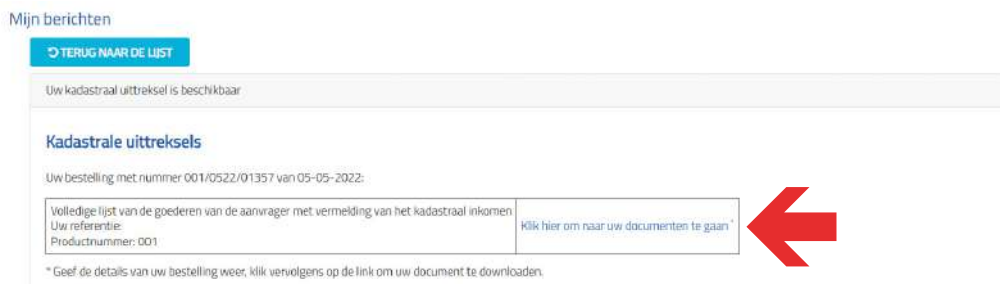 Mijn berichten
TERUG NAAR DE LIJST
Uw kadastraal uittreksel is beschikbaar
Kadastrale uittreksels
Uw bestelling met nummer 001/0522/01357 van 05-05-2022:
Volledige lijst van de goederen van de aanvrager met vermelding van het kadastraal inkomen
Uw referentie:
Productnummer: 001
Klik hier om naar uw documenten te gaan *
* Geef de details van uw bestelling weer, klik vervolgens op de link om uw document te downloaden.